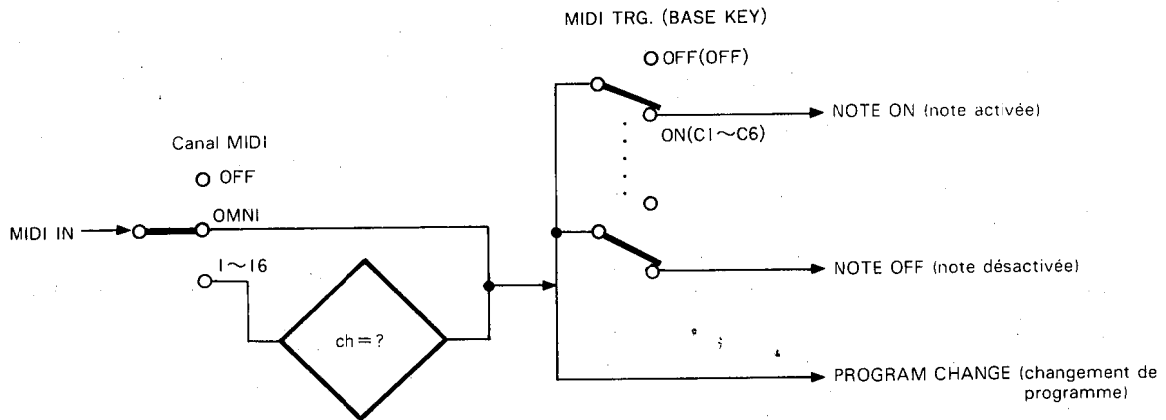 MIDI TRG. (BASE KEY)
OFF(OFF)
NOTE ON (note activée)
ON(C1~C6)
Canal MIDI
OFF
OMNI
MIDI IN
1~16
NOTE OFF (note désactivée)
ch=?
PROGRAM CHANGE (changement de
programme)